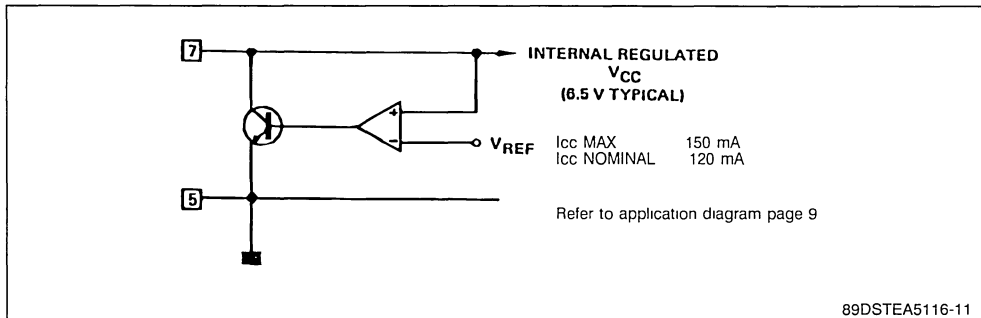 7
INTERNAL REGULATED
VCC
(6.5 V TYPICAL)
+
−
VREF
Icc MAX 150 mA
Icc NOMINAL 120 mA
5
Refer to application diagram page 9
89DSTEA5116-11